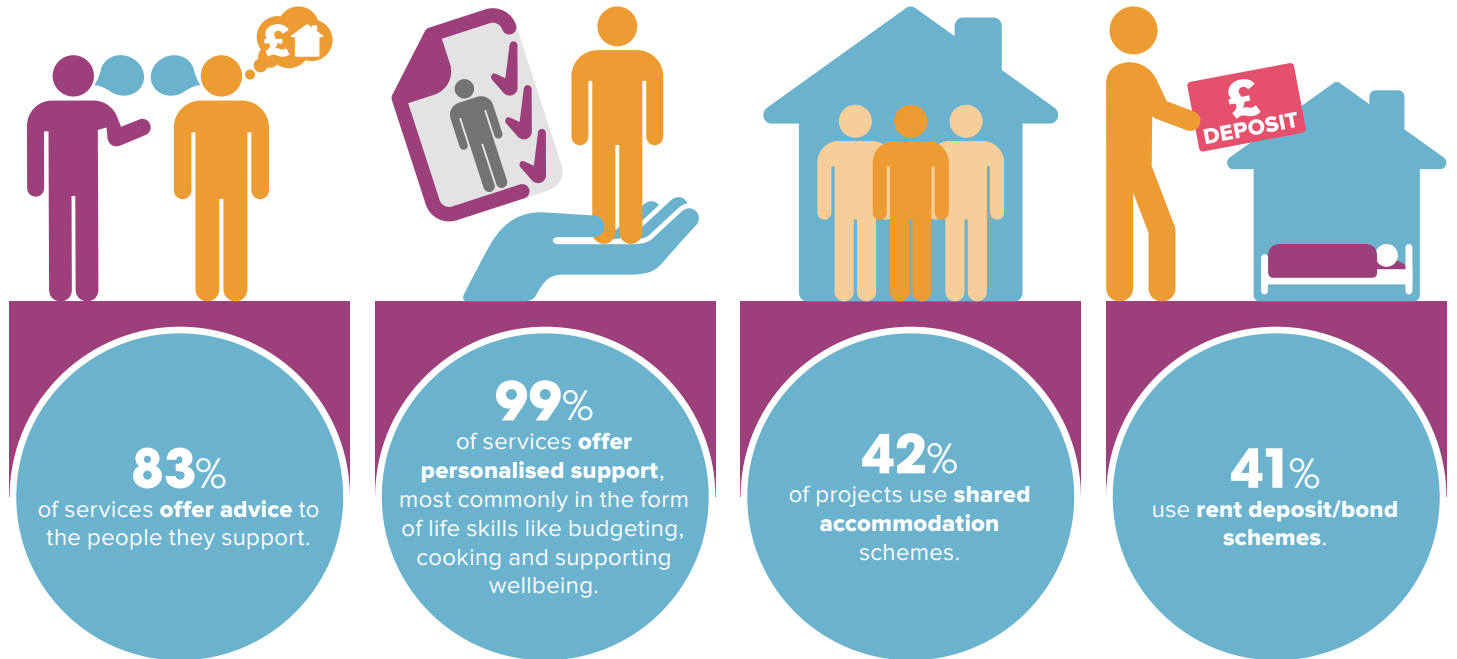 £
£
DEPOSIT
83%
of services offer advice to
the people they support.
99%
of services offer
personalised support,
most commonly in the form
of life skills like budgeting,
cooking and supporting
wellbeing.
42%
of projects use shared
accommodation
schemes.
41%
use rent deposit/bond
schemes.